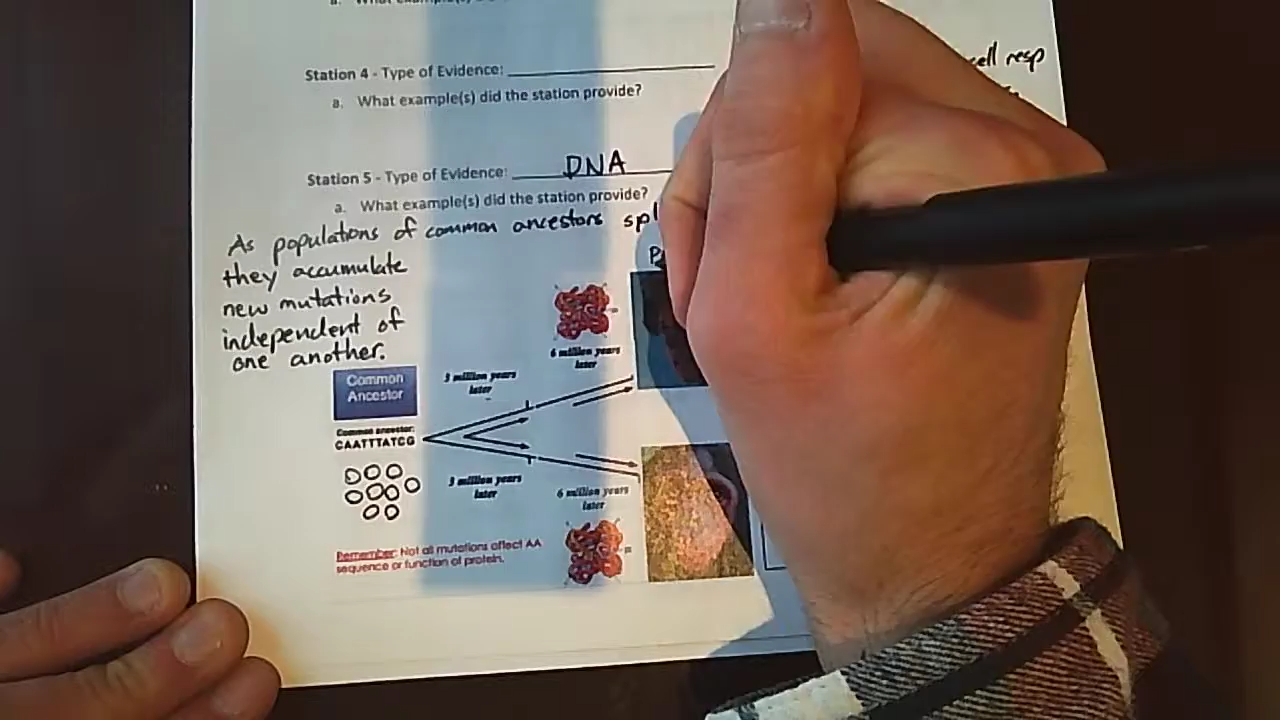 Station 4 - Type of Evidence:
cell resp
a. What example(s) did the station provide?
Station 5 - Type of Evidence: DNA
a. What example(s) did the station provide?
As populations of common ancestors
they accumulate
new mutations
independent of
one another.
6 million years
later
Common
Ancestor
3 million years
later
Common ancestor:
CAATTTATCG
3 million years
later
6 million years
later
Remember: Not all mutations affect AA
sequence or function of protein.